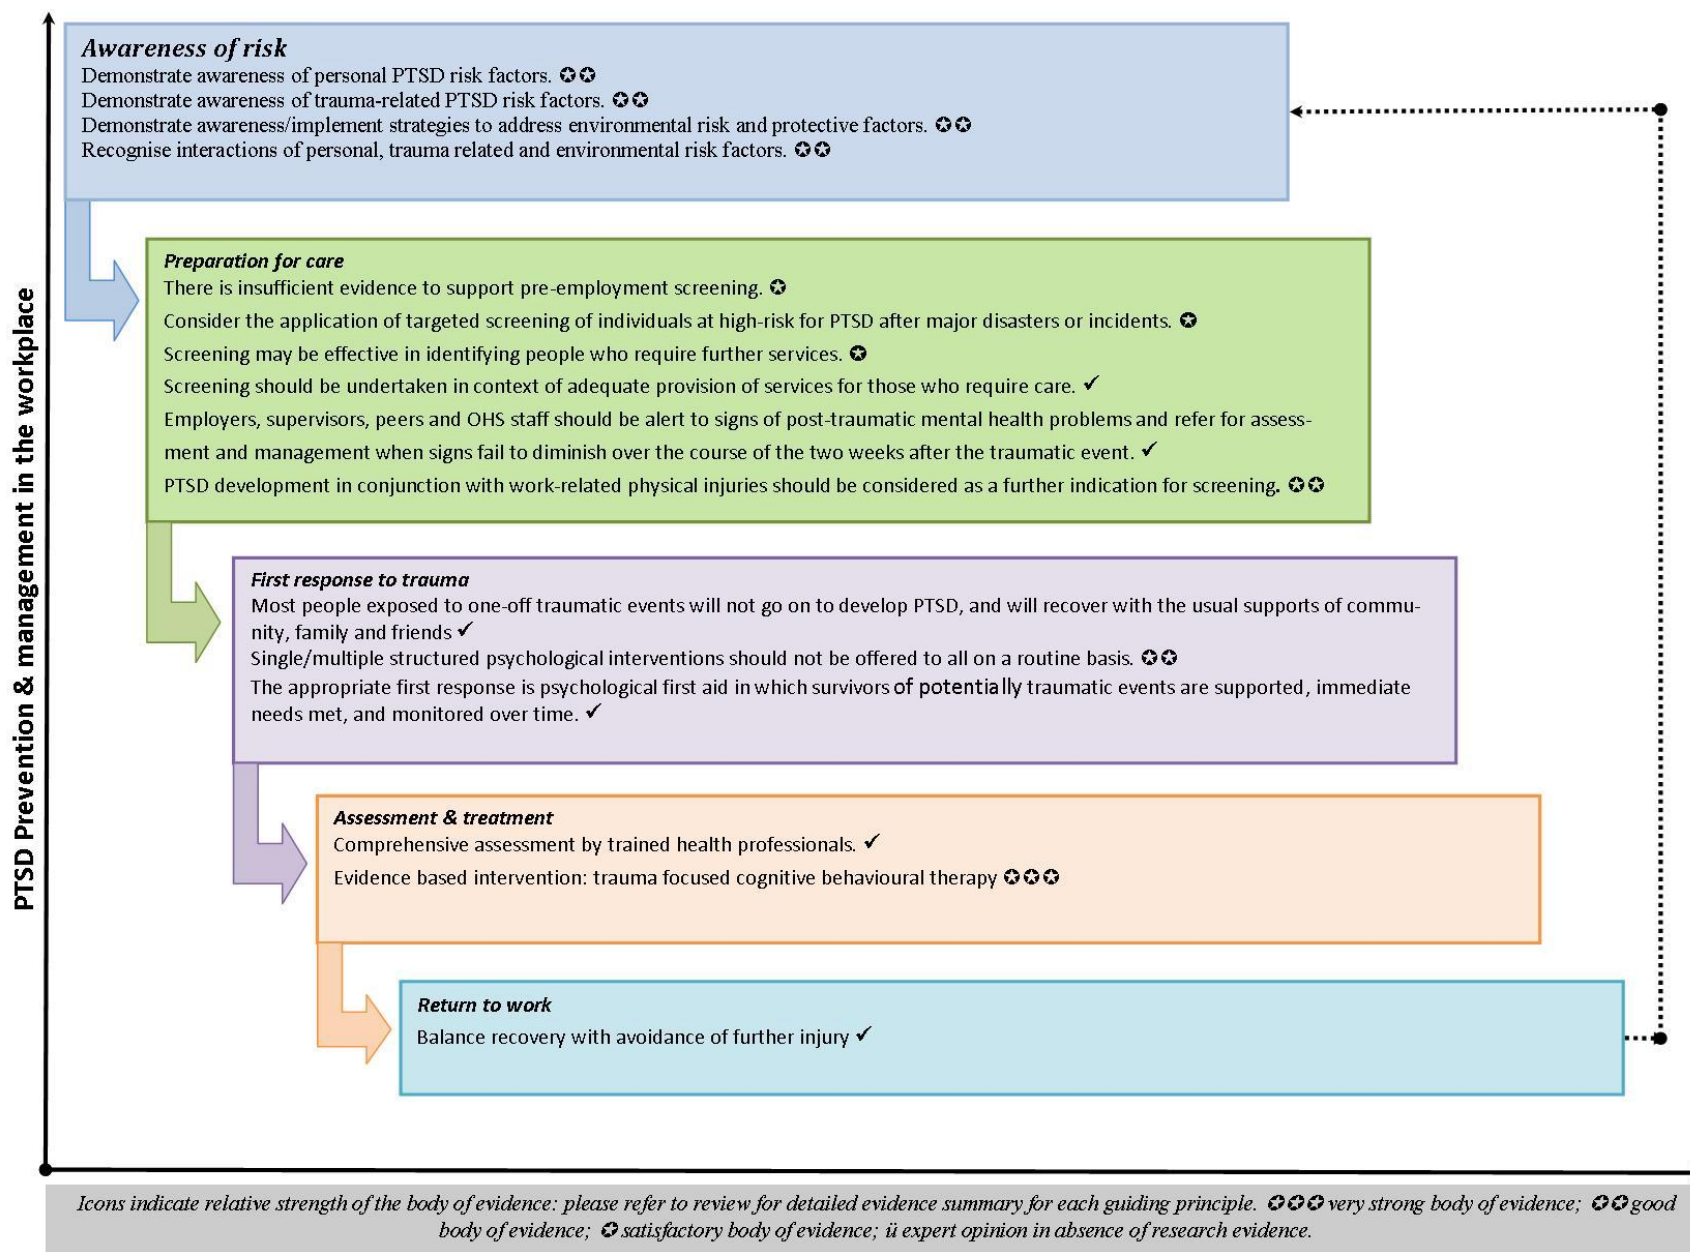 PTSD Prevention & management in the workplace
Awareness of risk
Demonstrate awareness of personal PTSD risk factors. ✪✪
Demonstrate awareness of trauma-related PTSD risk factors. ✪✪
Demonstrate awareness/implement strategies to address environmental risk and protective factors. ✪✪
Recognise interactions of personal, trauma related and environmental risk factors. ✪✪
Preparation for care
There is insufficient evidence to support pre-employment screening. ✪
Consider the application of targeted screening of individuals at high-risk for PTSD after major disasters or incidents. ✪
Screening may be effective in identifying people who require further services. ✪
Screening should be undertaken in context of adequate provision of services for those who require care. ✓
Employers, supervisors, peers and OHS staff should be alert to signs of post-traumatic mental health problems and refer for assess-
ment and management when signs fail to diminish over the course of the two weeks after the traumatic event. ✓
PTSD development in conjunction with work-related physical injuries should be considered as a further indication for screening. ✪✪
First response to trauma
Most people exposed to one-off traumatic events will not go on to develop PTSD, and will recover with the usual supports of commu-
nity, family and friends ✓
Single/multiple structured psychological interventions should not be offered to all on a routine basis. ✪✪
The appropriate first response is psychological first aid in which survivors of potentially traumatic events are supported, immediate
needs met, and monitored over time. ✓
Assessment & treatment
Comprehensive assessment by trained health professionals. ✓
Evidence based intervention: trauma focused cognitive behavioural therapy ✪✪✪
Return to work
Balance recovery with avoidance of further injury ✓
Icons indicate relative strength of the body of evidence: please refer to review for detailed evidence summary for each guiding principle. ✪✪✪ very strong body of evidence; ✪✪ good
body of evidence; ✪ satisfactory body of evidence; ü expert opinion in absence of research evidence.